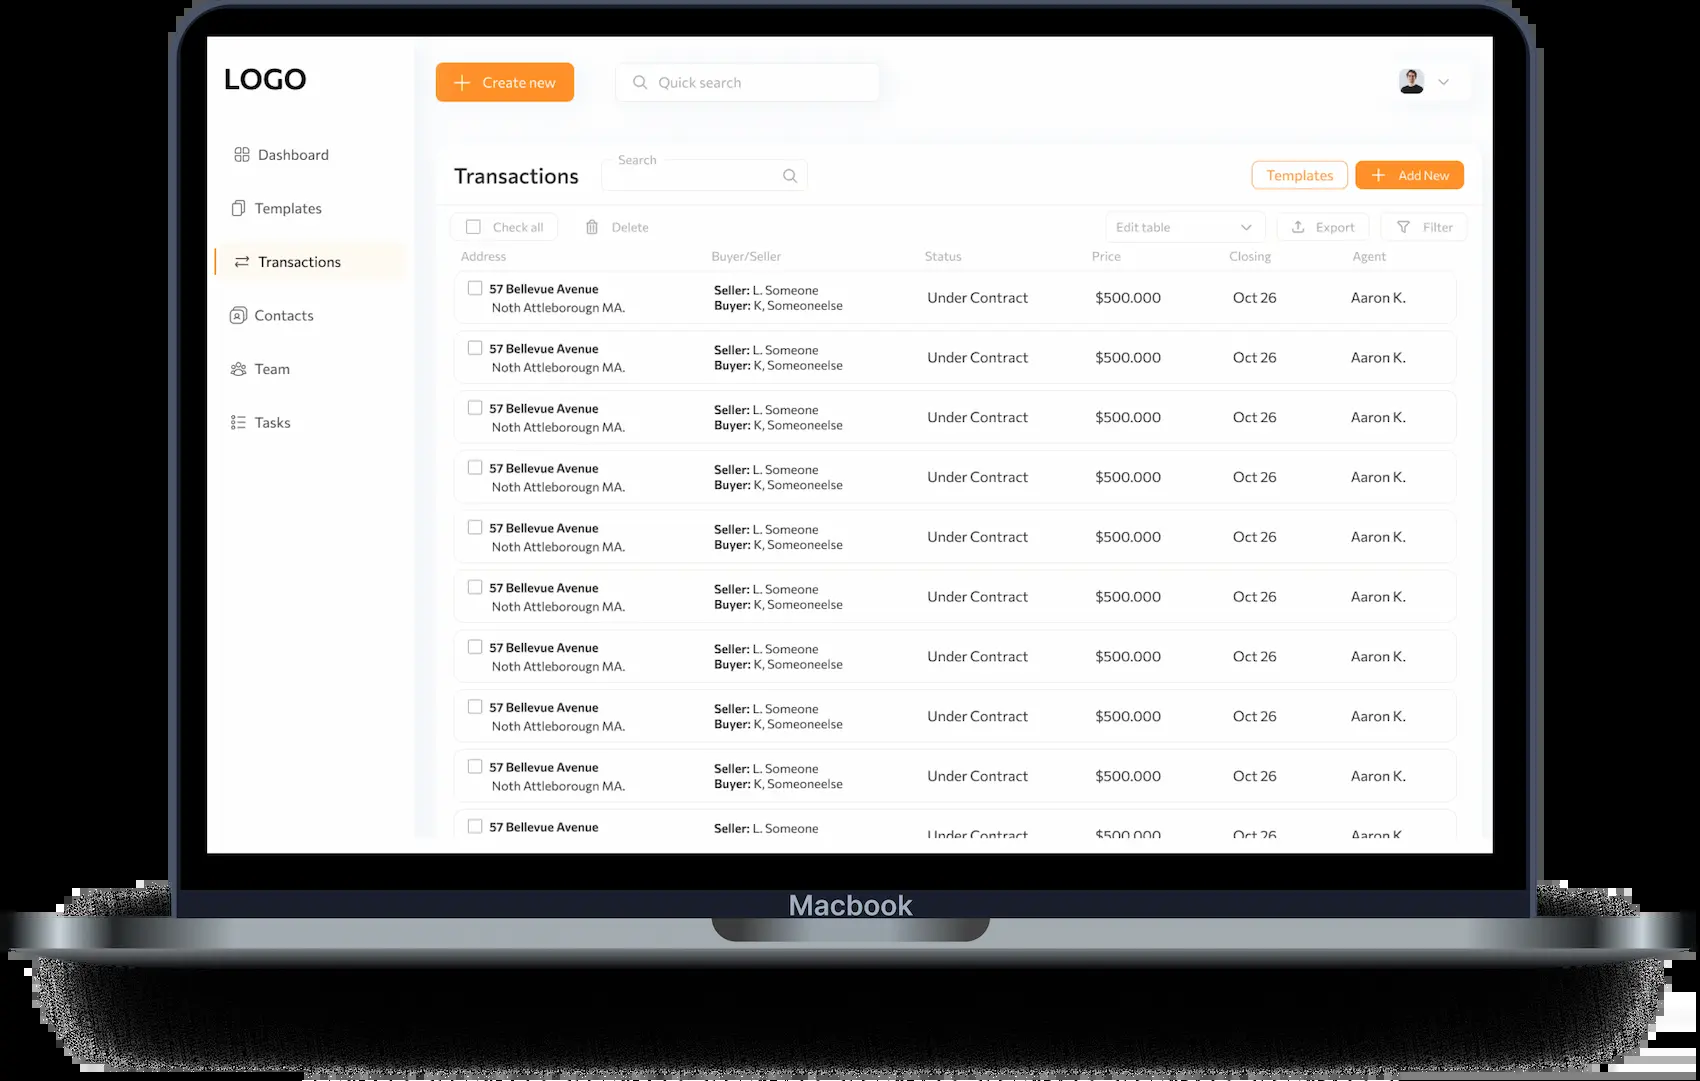 LOGO
Create new
Quick search
Dashboard
Templates
Transactions
Contacts
Team
Tasks
Transactions
Search
Templates
Add New
Check all
Delete
Edit table
Export
Filter
Address Buyer/Seller Status Price Closing Agent
57 Bellevue Avenue
Noth Attleborougn MA.
Seller: L. Someone
Buyer: K, Someoneelse
Under Contract $500.000 Oct 26 Aaron K.
57 Bellevue Avenue
Noth Attleborougn MA.
Seller: L. Someone
Buyer: K, Someoneelse
Under Contract $500.000 Oct 26 Aaron K.
57 Bellevue Avenue
Noth Attleborougn MA.
Seller: L. Someone
Buyer: K, Someoneelse
Under Contract $500.000 Oct 26 Aaron K.
57 Bellevue Avenue
Noth Attleborougn MA.
Seller: L. Someone
Buyer: K, Someoneelse
Under Contract $500.000 Oct 26 Aaron K.
57 Bellevue Avenue
Noth Attleborougn MA.
Seller: L. Someone
Buyer: K, Someoneelse
Under Contract $500.000 Oct 26 Aaron K.
57 Bellevue Avenue
Noth Attleborougn MA.
Seller: L. Someone
Buyer: K, Someoneelse
Under Contract $500.000 Oct 26 Aaron K.
57 Bellevue Avenue
Noth Attleborougn MA.
Seller: L. Someone
Buyer: K, Someoneelse
Under Contract $500.000 Oct 26 Aaron K.
57 Bellevue Avenue
Noth Attleborougn MA.
Seller: L. Someone
Buyer: K, Someoneelse
Under Contract $500.000 Oct 26 Aaron K.
57 Bellevue Avenue
Noth Attleborougn MA.
Seller: L. Someone
Buyer: K, Someoneelse
Under Contract $500.000 Oct 26 Aaron K.
57 Bellevue Avenue
Seller: L. Someone
Under Contract $500.000 Oct 26 Aaron K.
Macbook